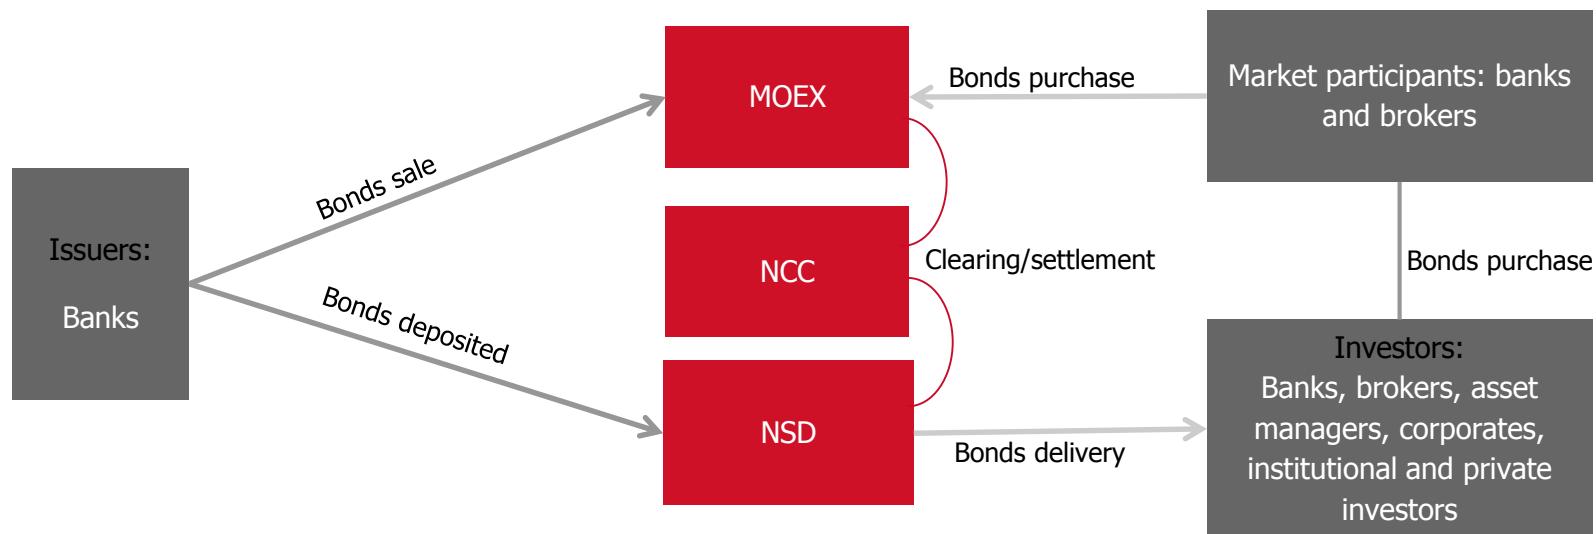 Issuers:
Banks
Bonds sale
Bonds deposited
MOEX
NCC
NSD
Clearing/settlement
Bonds purchase
Market participants: banks
and brokers
Bonds purchase
Bonds delivery
Investors:
Banks, brokers, asset
managers, corporates,
institutional and private
investors